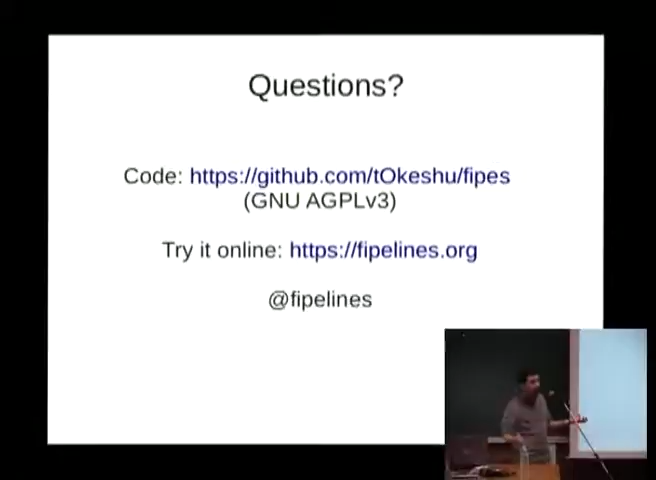 Questions?
Code: https://github.com/tOkeshu/fipes
(GNU AGPLv3)
Try it online: https://fipelines.org
@fipelines